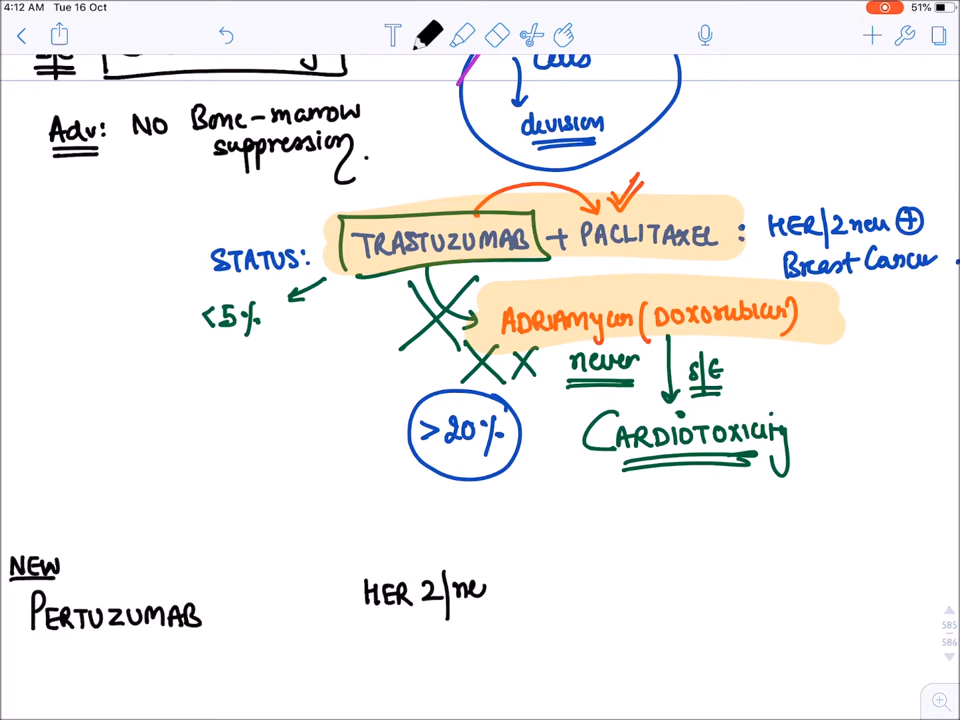 4:12 AM Tue 16 Oct
51%
T
cells
division
Adv: NO Bone-marrow
suppression.
STATUS: TRASTUZUMAB + PACLITAXEL : HER/2neu +
Breast Cancer.
<5%
ADRIAMycin (DOXorubicin)
never
S/E
>20%
CARDIOTOXICity
NEW
PERTUZUMAB HER 2/ne
585
586